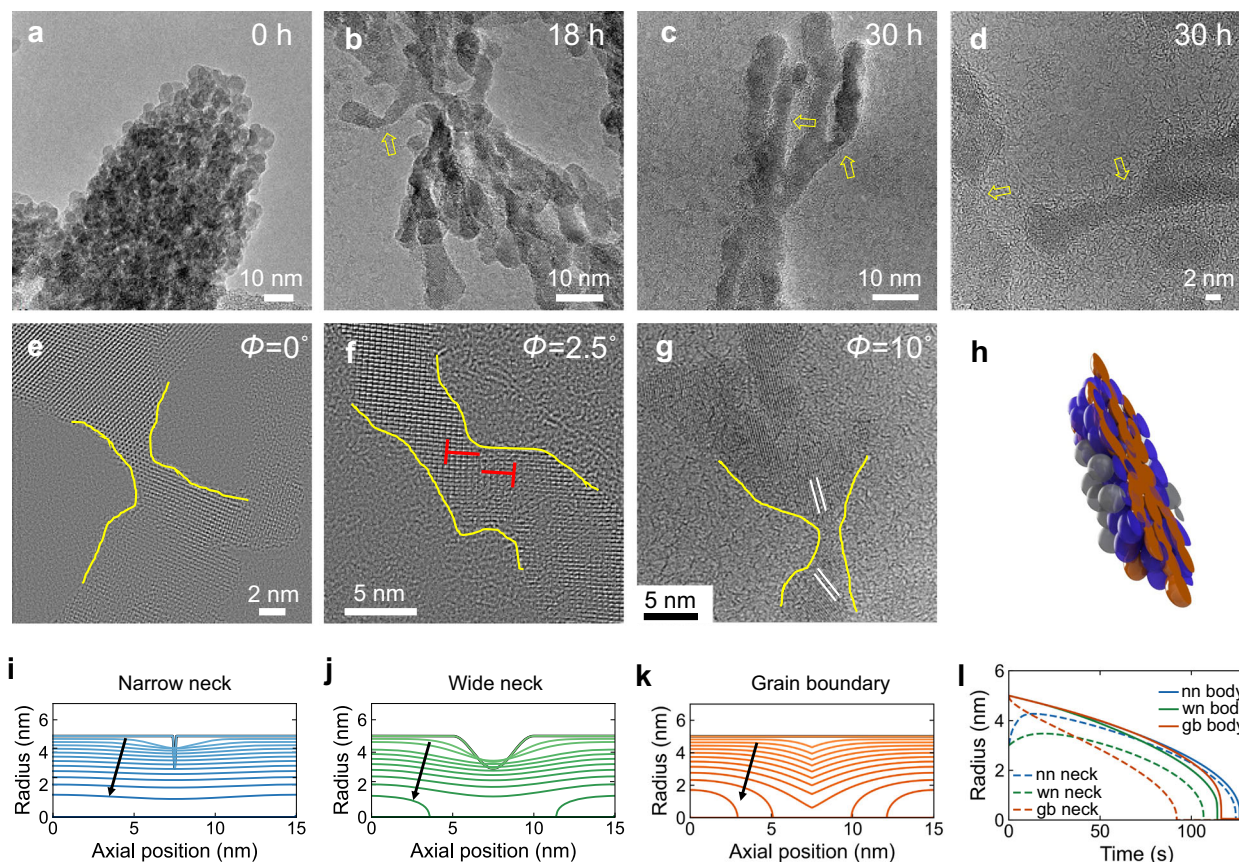 a
0 h
10 nm
b
18 h
10 nm
c
30 h
10 nm
d
30 h
2 nm
e
Φ=0°
2 nm
f
Φ=2.5°
5 nm
g
Φ=10°
5 nm
h
i
Narrow neck
Radius (nm)
6
4
2
0
0 5 10 15
Axial position (nm)
j
Wide neck
Radius (nm)
6
4
2
0
0 5 10 15
Axial position (nm)
k
Grain boundary
Radius (nm)
6
4
2
0
0 5 10 15
Axial position (nm)
l
Radius (nm)
6
4
2
0
0 50 100
Time (s)
nn body
wn body
gb body
nn neck
wn neck
gb neck